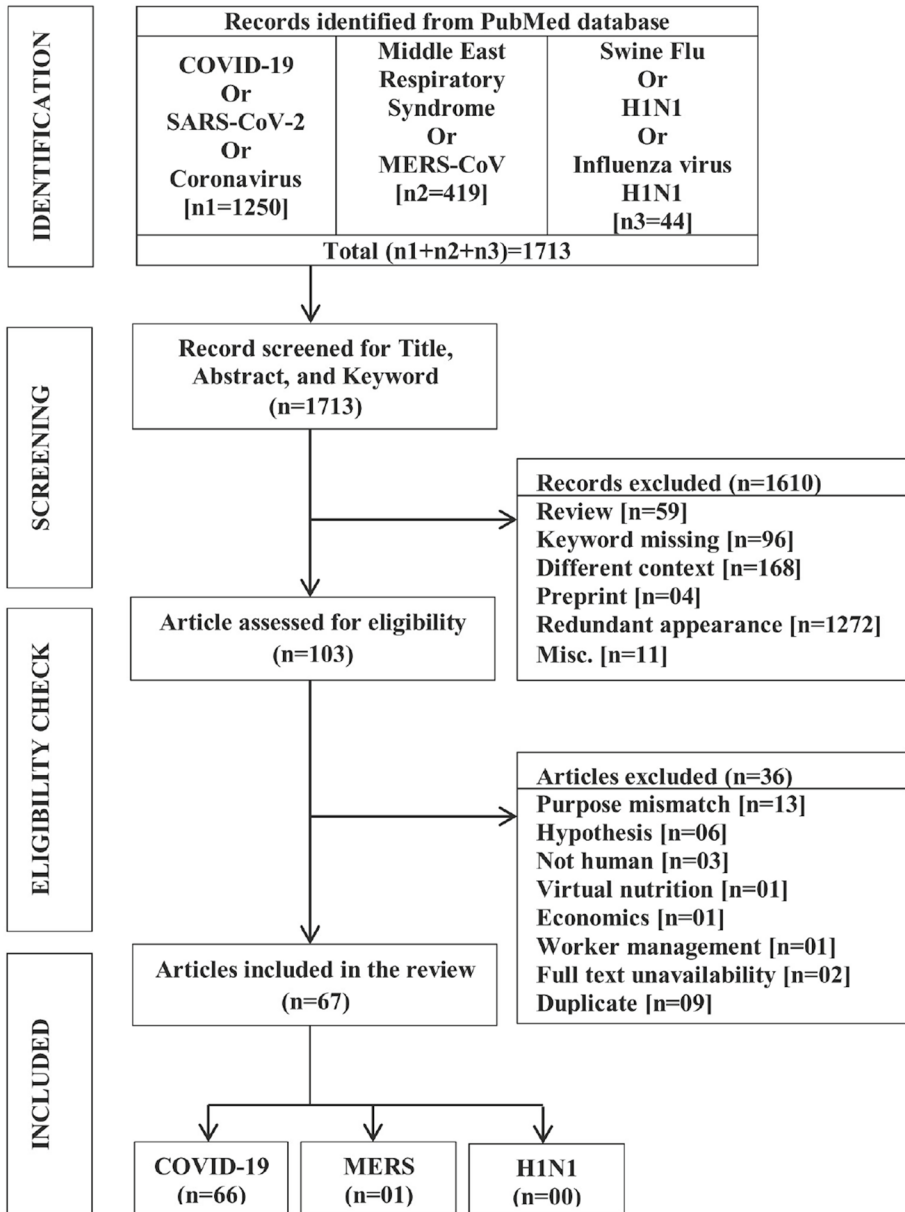 IDENTIFICATION
Records identified from PubMed database
COVID-19
Or
SARS-CoV-2
Or
Coronavirus
[n1=1250]
Middle East
Respiratory
Syndrome
Or
MERS-CoV
[n2=419]
Swine Flu
Or
H1N1
Or
Influenza virus
H1N1
[n3=44]
Total (n1+n2+n3)=1713
SCREENING
Record screened for Title,
Abstract, and Keyword
(n=1713)
Records excluded (n=1610)
Review [n=59]
Keyword missing [n=96]
Different context [n=168]
Preprint [n=04]
Redundant appearance [n=1272]
Misc. [n=11]
ELIGIBILITY CHECK
Article assessed for eligibility
(n=103)
Articles excluded (n=36)
Purpose mismatch [n=13]
Hypothesis [n=06]
Not human [n=03]
Virtual nutrition [n=01]
Economics [n=01]
Worker management [n=01]
Full text unavailability [n=02]
Duplicate [n=09]
INCLUDED
Articles included in the review
(n=67)
COVID-19
(n=66)
MERS
(n=01)
H1N1
(n=00)